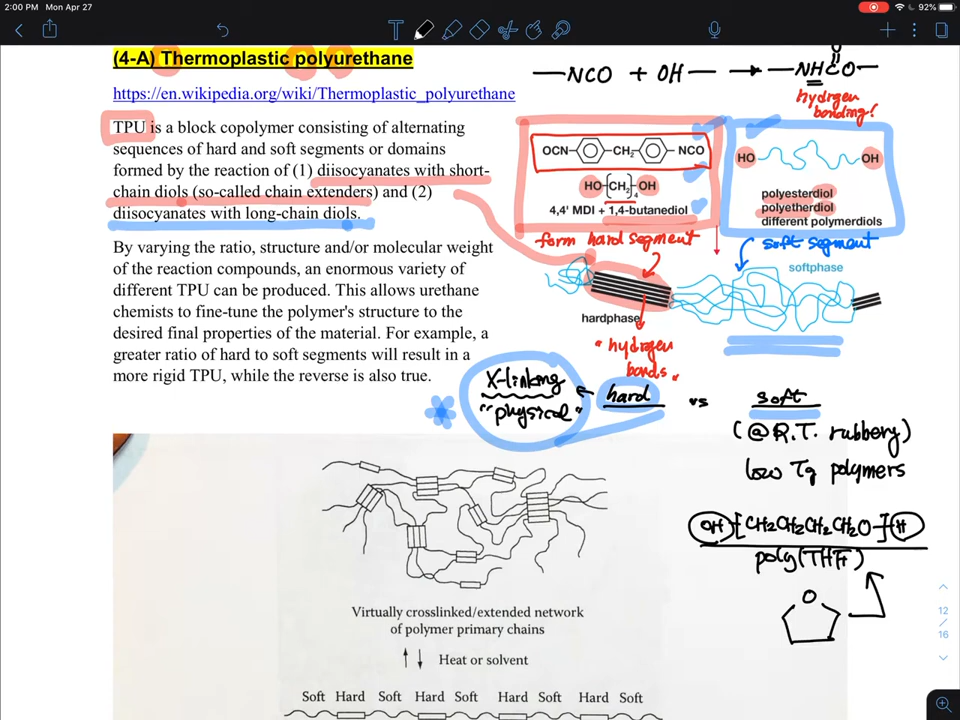 2:00 PM Mon Apr 27
92%
(4-A) Thermoplastic polyurethane
https://en.wikipedia.org/wiki/Thermoplastic_polyurethane
TPU is a block copolymer consisting of alternating
sequences of hard and soft segments or domains
formed by the reaction of (1) diisocyanates with short-
chain diols (so-called chain extenders) and (2)
diisocyanates with long-chain diols.
By varying the ratio, structure and/or molecular weight
of the reaction compounds, an enormous variety of
different TPU can be produced. This allows urethane
chemists to fine-tune the polymer's structure to the
desired final properties of the material. For example, a
greater ratio of hard to soft segments will result in a
more rigid TPU, while the reverse is also true.
—NCO + OH— → —NHCO—
O
hydrogen
bonding!
OCN CH₂ NCO
HO [CH₂]₄ OH
4,4' MDI + 1,4-butanediol
form hard segment
HO OH
polyesterdiol
polyetherdiol
different polymerdiols
soft segment
softphase
hardphase
"hydrogen
bonds"
X-linking
"physical"
← hard vs soft
(@R.T. rubbery)
low Tg polymers
OH[CH2CH2CH2CH2O]H
poly(THF)
O
Virtually crosslinked/extended network
of polymer primary chains
↑↓ Heat or solvent
Soft Hard Soft Hard Soft Hard Soft Hard Soft
12
/
16